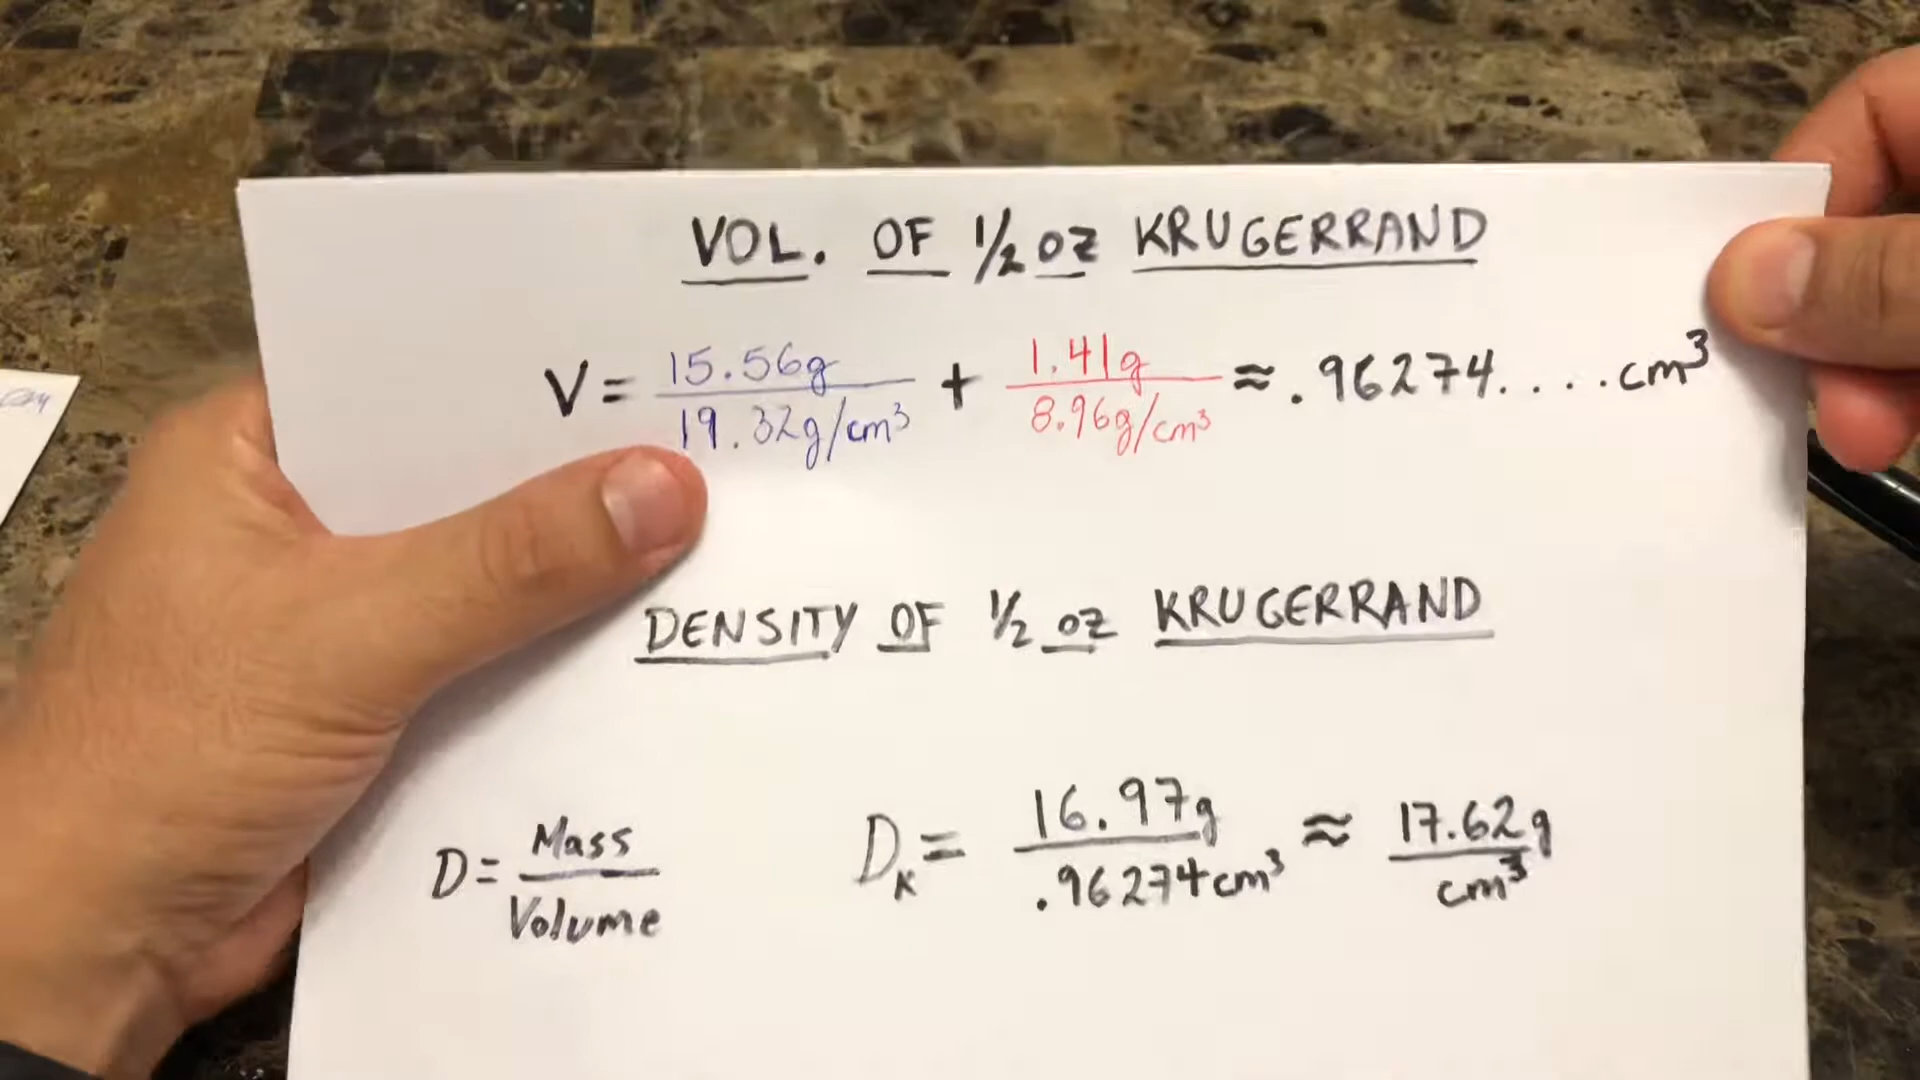 VOL. OF 1/2 OZ KRUGERRAND
V = 15.56g / 19.32g/cm³ + 1.41g / 8.96g/cm³ ≈ .96274.... cm³
DENSITY OF 1/2 OZ KRUGERRAND
D = Mass / Volume
D_K = 16.97g / .96274cm³ ≈ 17.62g / cm³